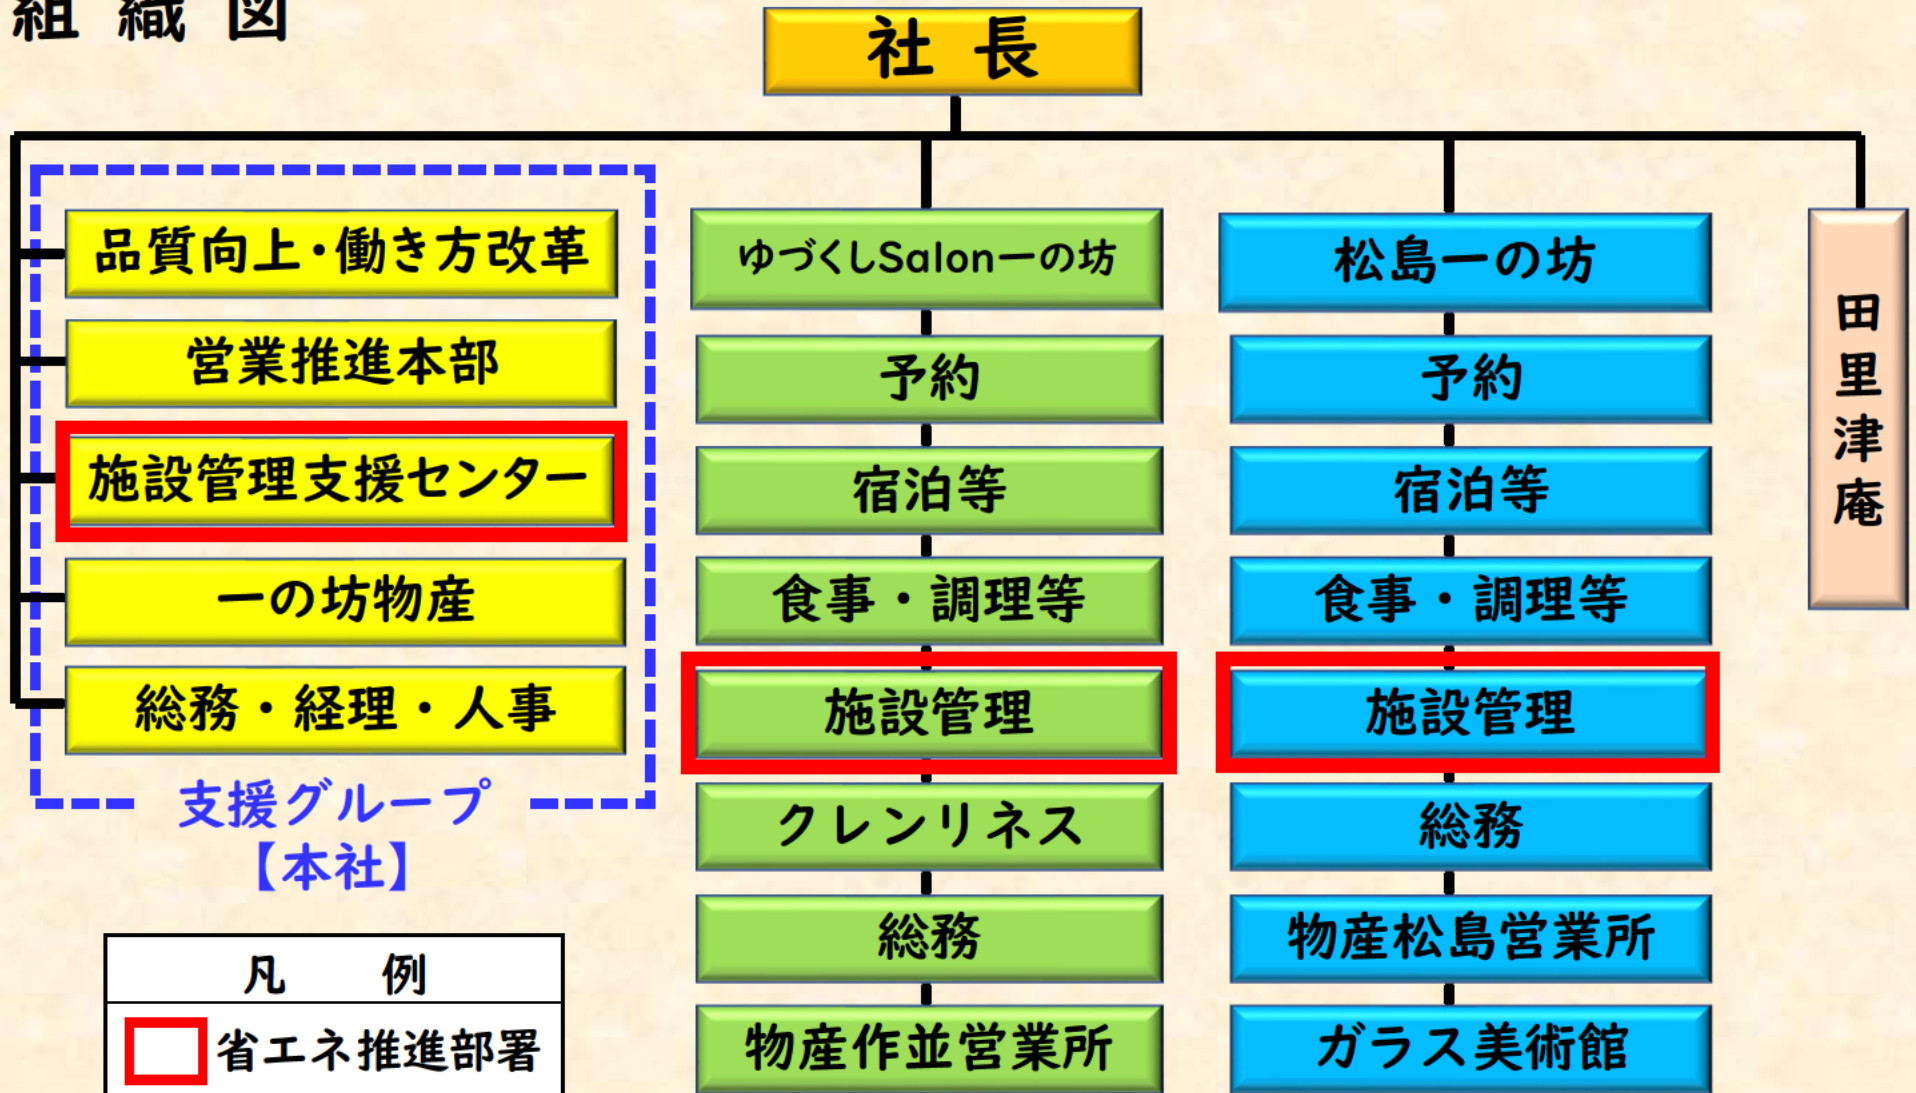 組織図
社長
品質向上・働き方改革
営業推進本部
施設管理支援センター
一の坊物産
総務・経理・人事
支援グループ
【本社】
凡 例
省エネ推進部署
ゆづくしSalon一の坊
予約
宿泊等
食事・調理等
施設管理
クレンリネス
総務
物産作並営業所
松島一の坊
予約
宿泊等
食事・調理等
施設管理
総務
物産松島営業所
ガラス美術館
田里津庵